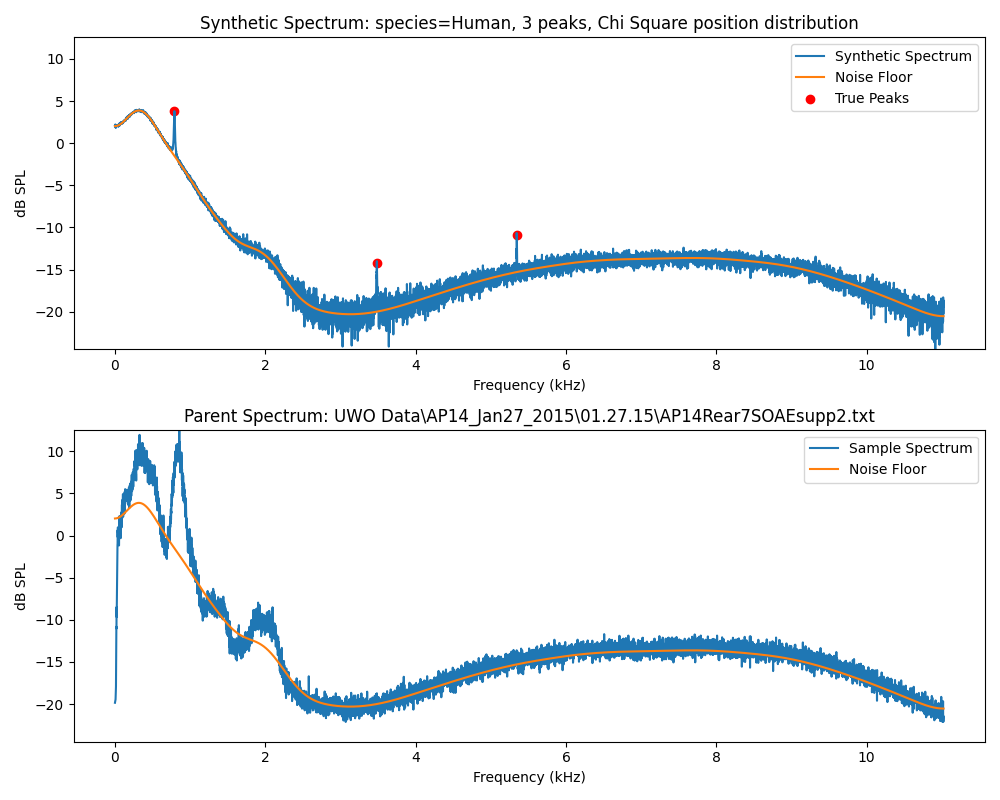 Synthetic Spectrum: species=Human, 3 peaks, Chi Square position distribution
10
5
0
−5
−10
−15
−20
dB SPL
Synthetic Spectrum
Noise Floor
True Peaks
0 2 4 6 8 10
Frequency (kHz)
Parent Spectrum: UWO Data\AP14_Jan27_2015\01.27.15\AP14Rear7SOAEsupp2.txt
10
5
0
−5
−10
−15
−20
dB SPL
Sample Spectrum
Noise Floor
0 2 4 6 8 10
Frequency (kHz)